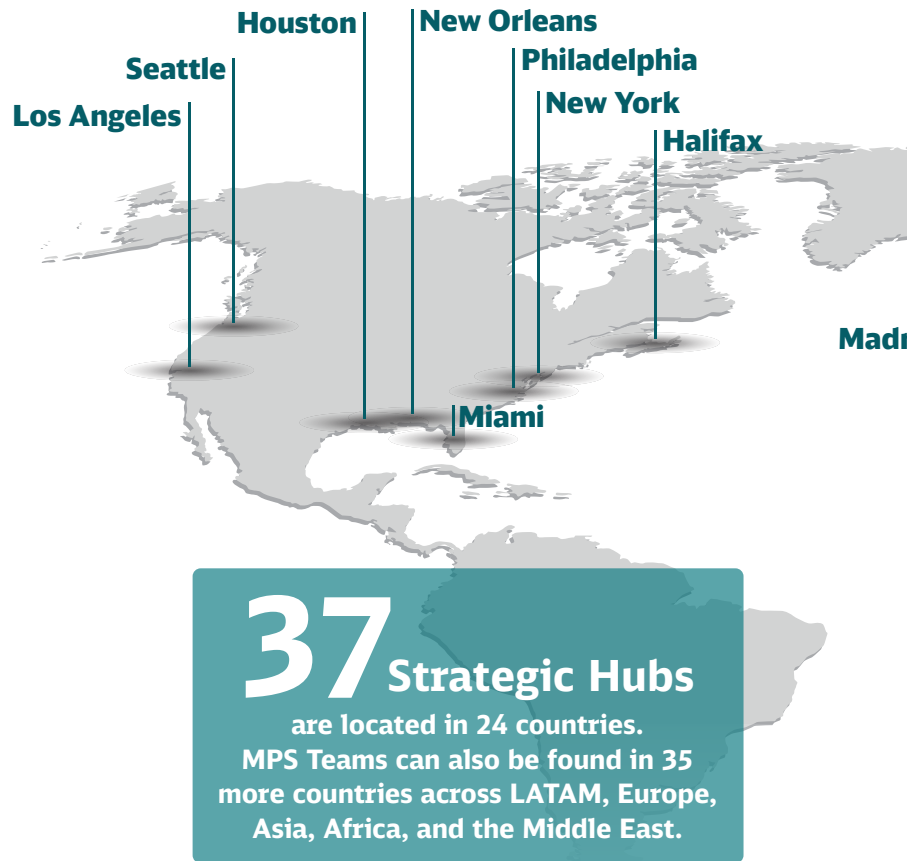 Houston
New Orleans
Seattle
Philadelphia
Los Angeles
New York
Halifax
Madr
Miami
37 Strategic Hubs
are located in 24 countries.
MPS Teams can also be found in 35
more countries across LATAM, Europe,
Asia, Africa, and the Middle East.